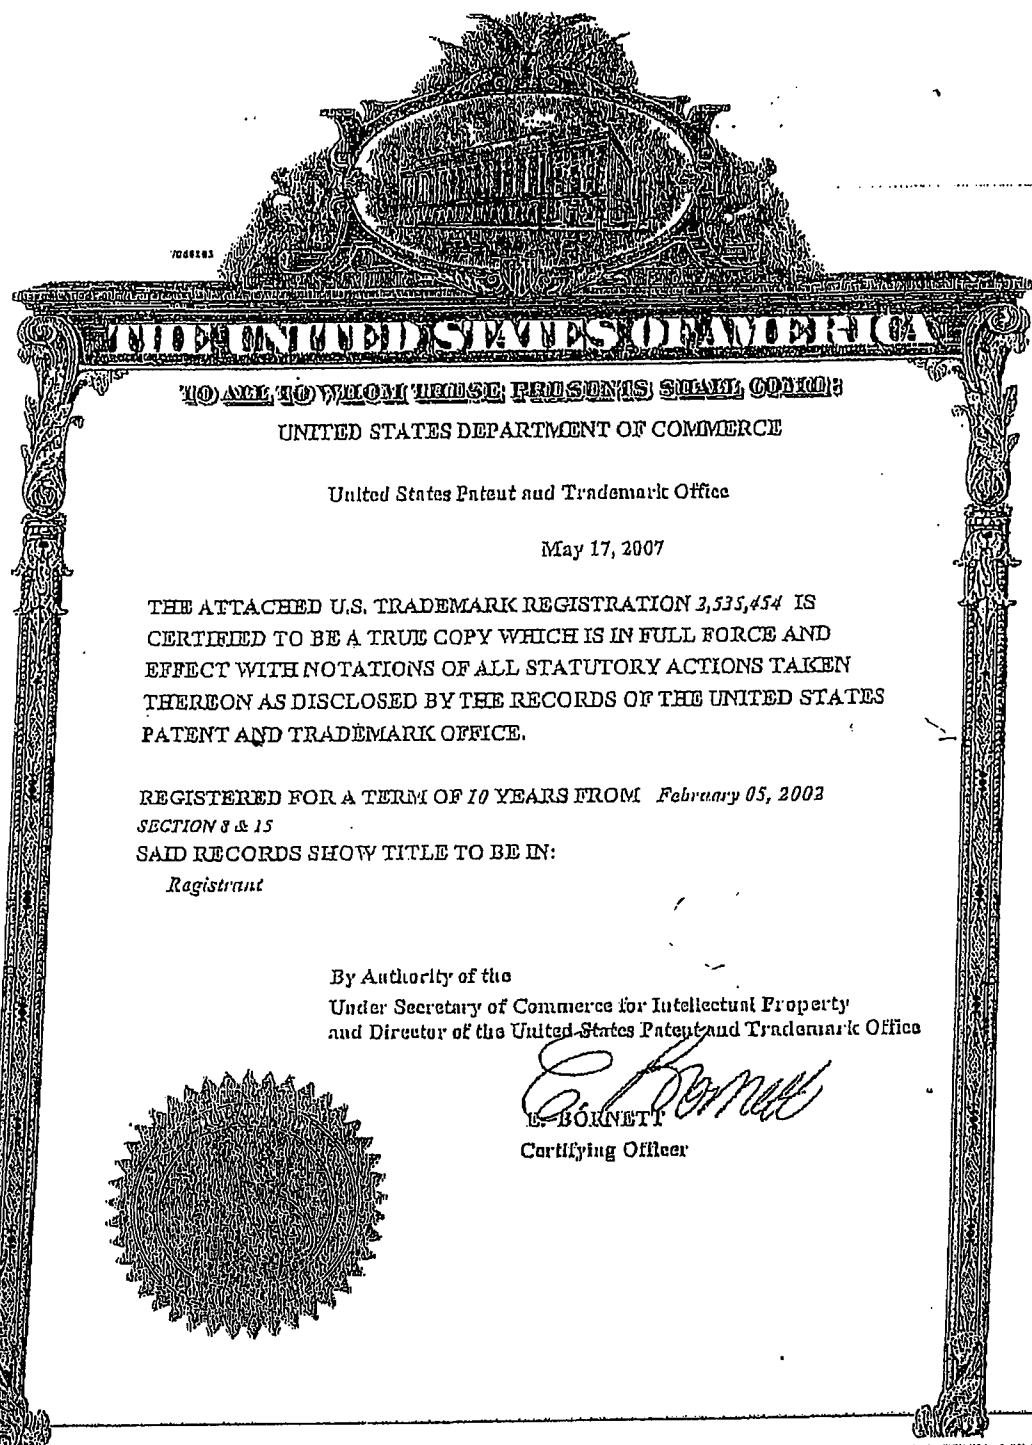 THE UNITED STATES OF AMERICA
TO ALL TO WHOM THESE PRESENTS SHALL COME:
UNITED STATES DEPARTMENT OF COMMERCE
United States Patent and Trademark Office
May 17, 2007
THE ATTACHED U.S. TRADEMARK REGISTRATION 3,535,454 IS
CERTIFIED TO BE A TRUE COPY WHICH IS IN FULL FORCE AND
EFFECT WITH NOTATIONS OF ALL STATUTORY ACTIONS TAKEN
THEREON AS DISCLOSED BY THE RECORDS OF THE UNITED STATES
PATENT AND TRADEMARK OFFICE.
REGISTERED FOR A TERM OF 10 YEARS FROM February 05, 2002
SECTION 8 & 15
SAID RECORDS SHOW TITLE TO BE IN:
Registrant
By Authority of the
Under Secretary of Commerce for Intellectual Property
and Director of the United States Patent and Trademark Office
E. Bornett
E. BORNETT
Certifying Officer